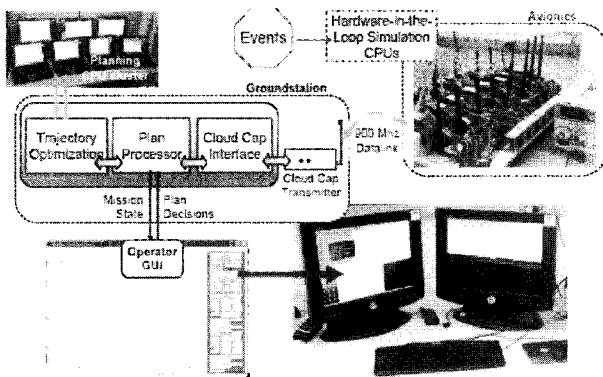 Planning
Cluster
Events
Hardware-in-the-
Loop Simulation
CPUs
Avionics
Groundstation
Trajectory
Optimization
Plan
Processor
Cloud Cap
Interface
900 Mhz
Datalink
Cloud Cap
Transmitter
Mission
State
Plan
Decisions
Operator
GUI